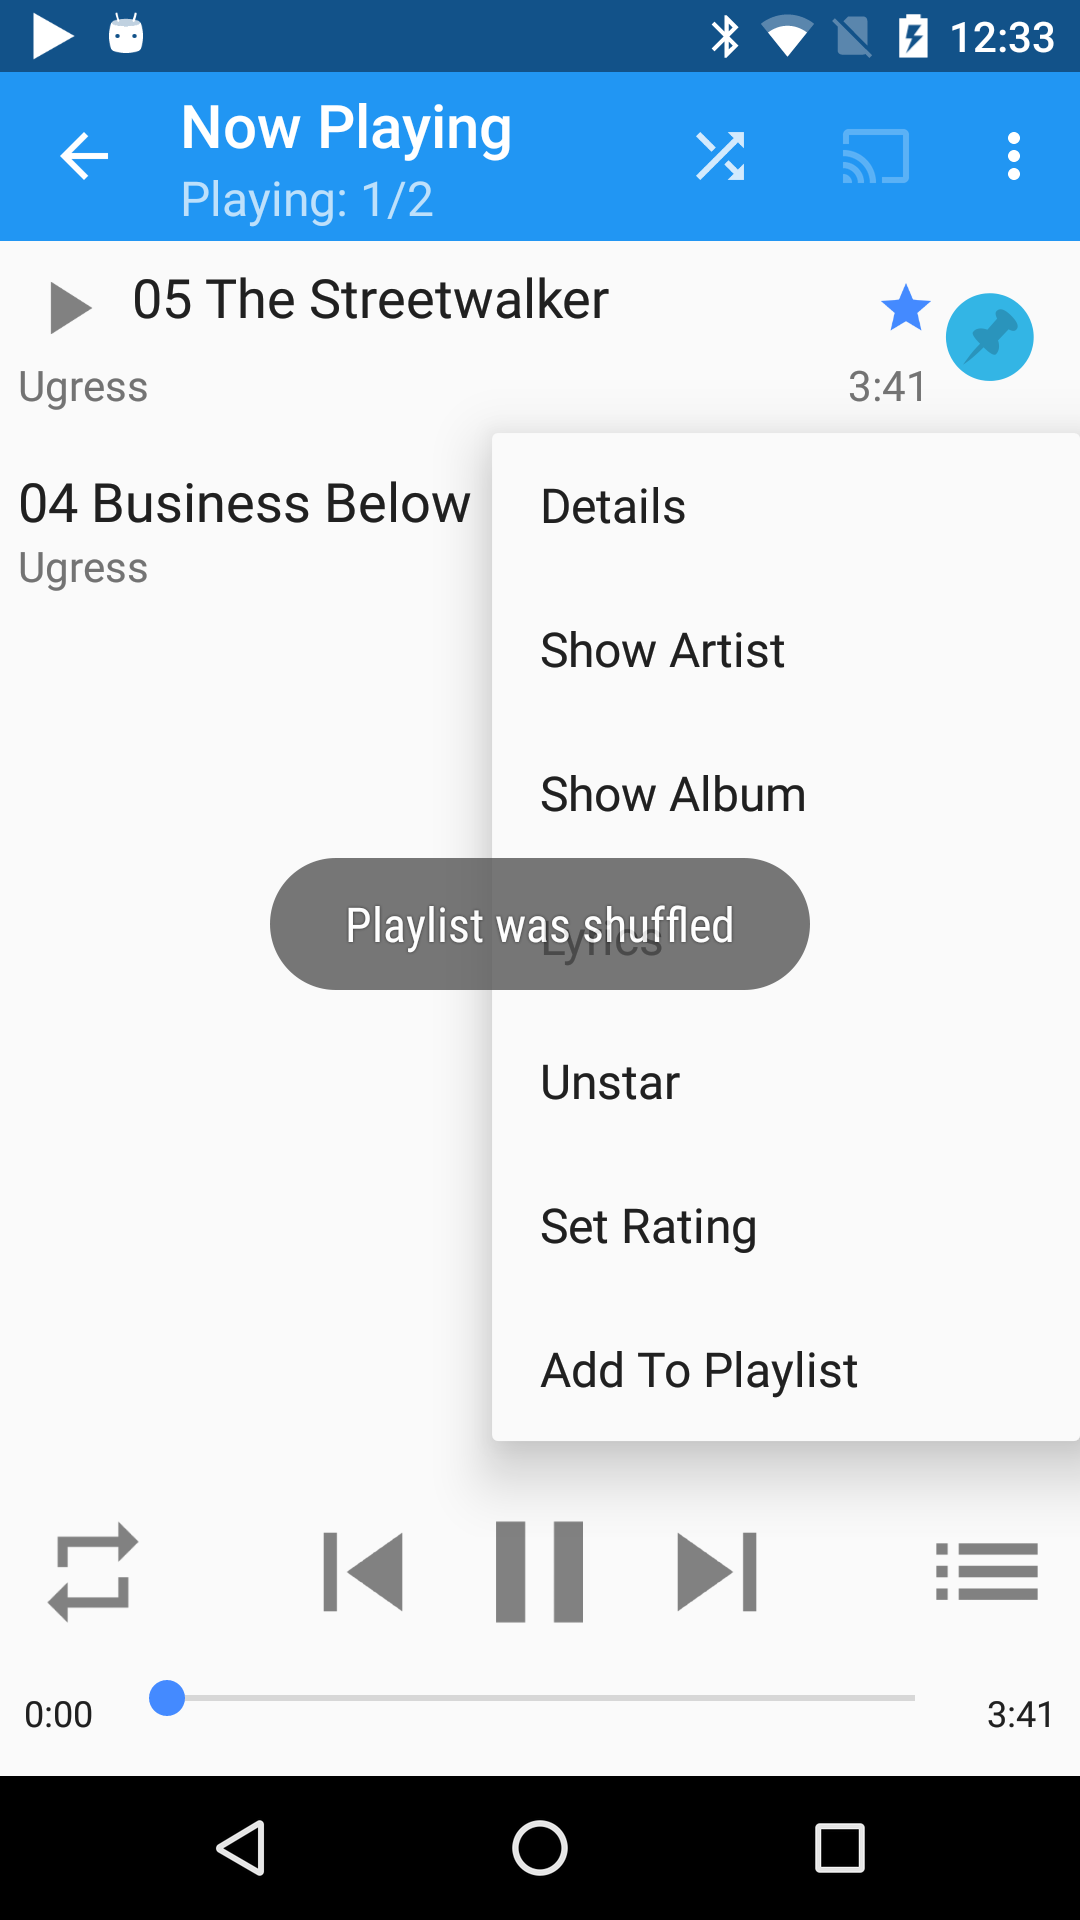 12:33
Now Playing
Playing: 1/2
05 The Streetwalker
Ugress
3:41
04 Business Below
Ugress
Details
Show Artist
Show Album
Playlist was shuffled
Lyrics
Unstar
Set Rating
Add To Playlist
0:00
3:41